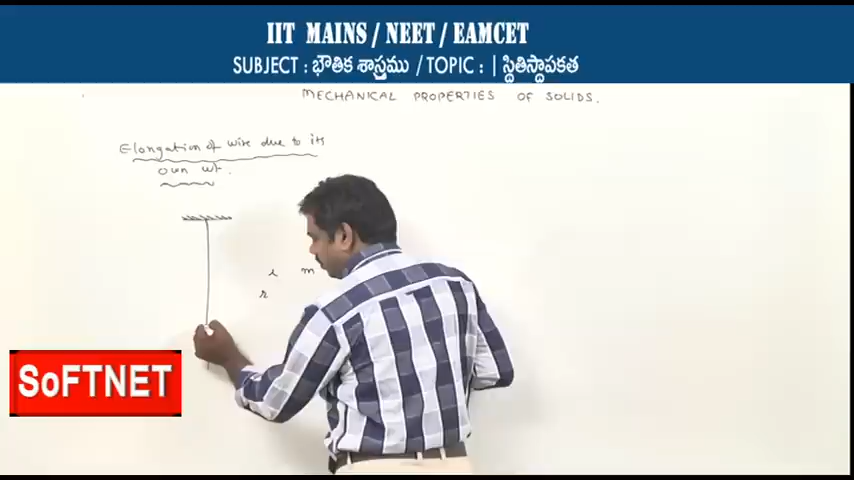 IIT MAINS / NEET / EAMCET
SUBJECT : భౌతిక శాస్త్రము / TOPIC : | స్థితిస్థాపకత
MECHANICAL PROPERTIES OF SOLIDS.
Elongation of wire due to its
own wt.
l m
r
SoFTNET